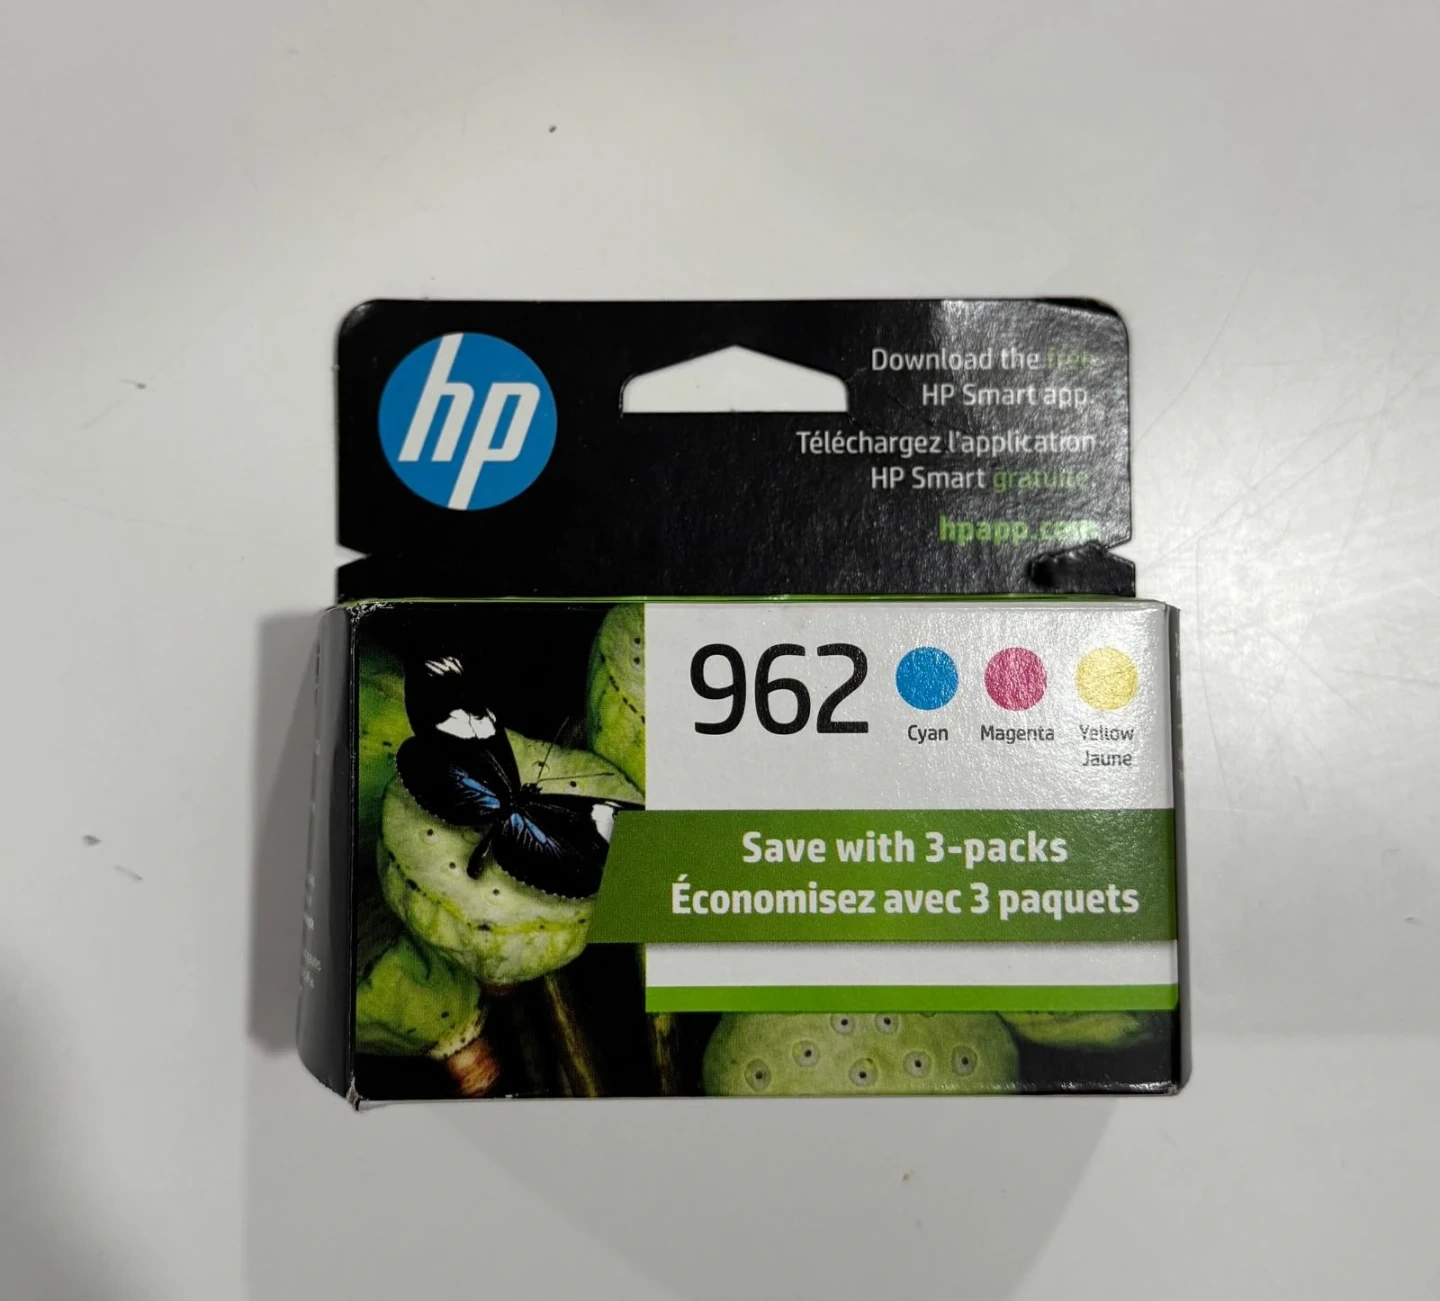 hp
Download the free
HP Smart app.
Téléchargez l'application
HP Smart gratuite.
hpapp.com
962
Cyan
Magenta
Yellow
Jaune
Save with 3-packs
Économisez avec 3 paquets